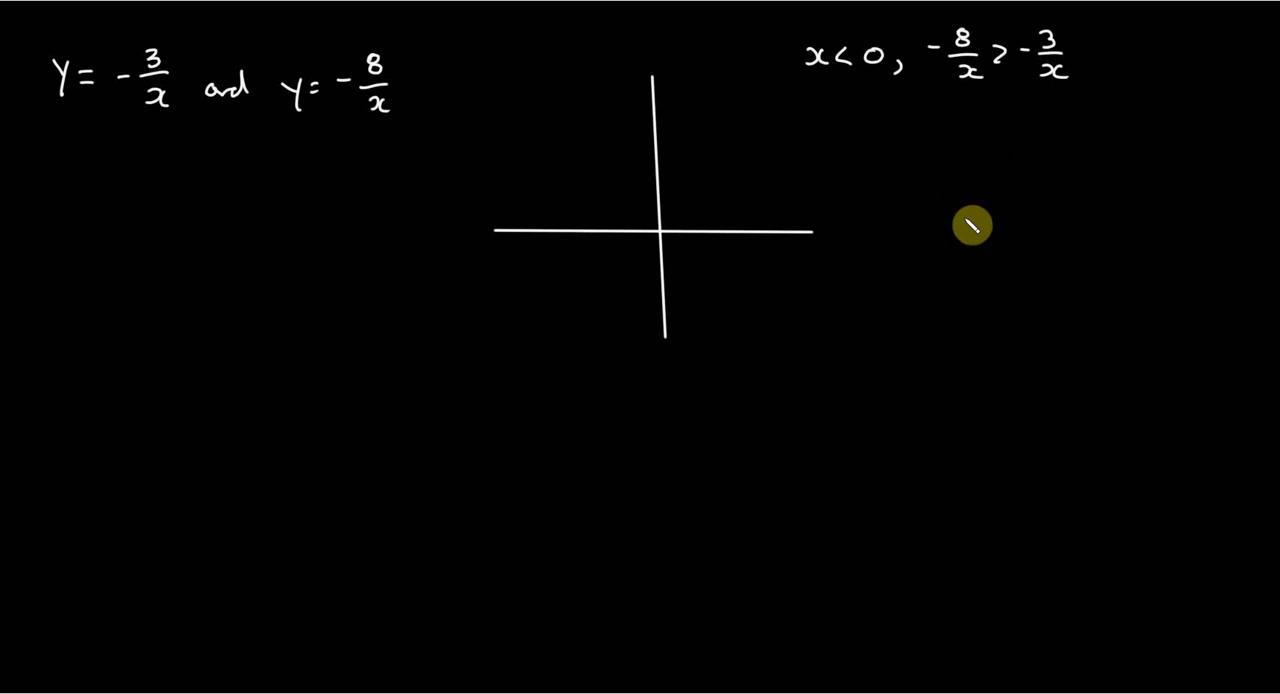 y = -3/x and y = -8/x
x < 0, -8/x > -3/x